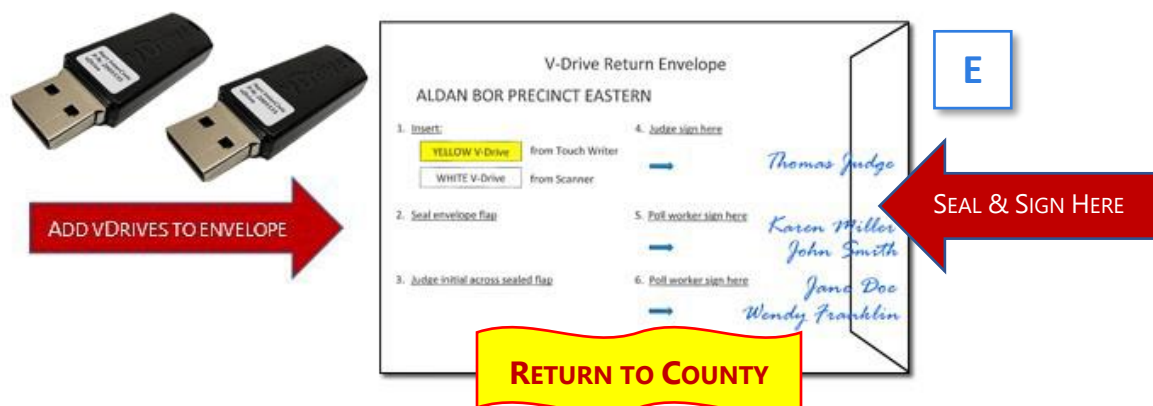 V-Drive Return Envelope
ALDAN BOR PRECINCT EASTERN
E
1. Insert:
YELLOW V-Drive from Touch Writer
WHITE V-Drive from Scanner
4. Judge sign here
Thomas Judge
ADD VDRIVES TO ENVELOPE
SEAL & SIGN HERE
2. Seal envelope flap
5. Poll worker sign here
Karen Miller
John Smith
3. Judge initial across sealed flap
6. Poll worker sign here
Jane Doe
Wendy Franklin
RETURN TO COUNTY